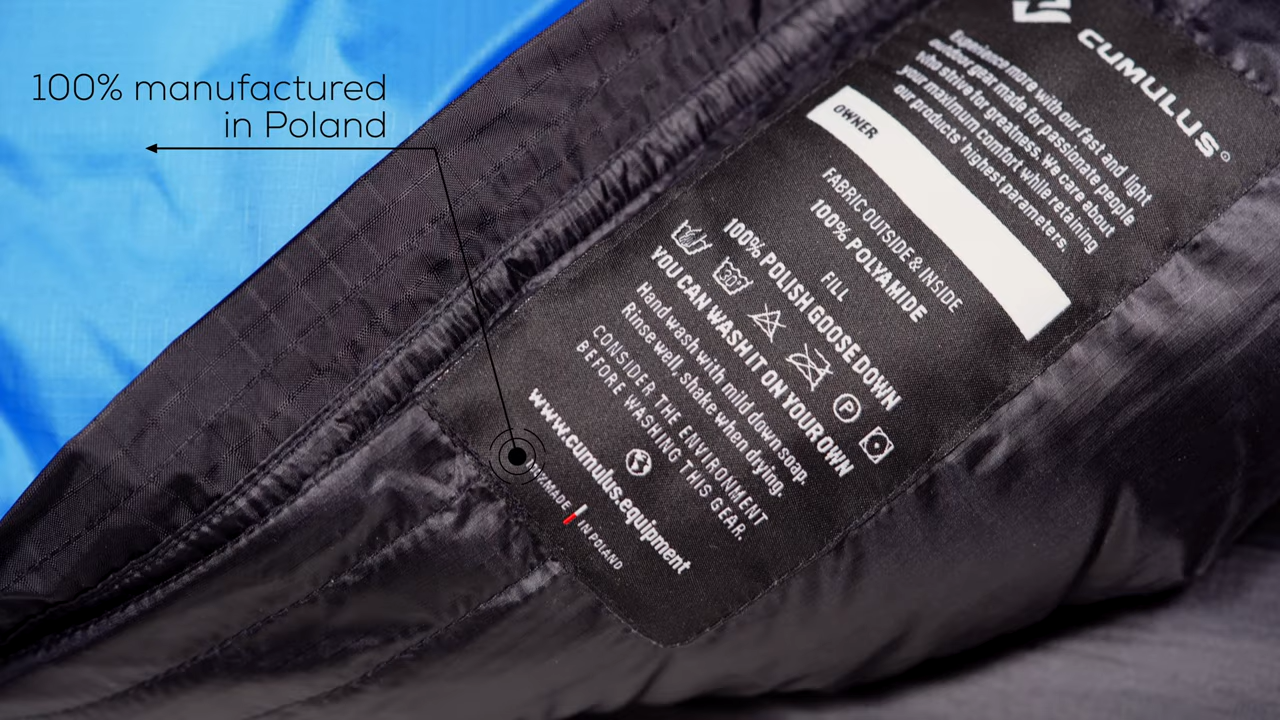 100% manufactured
in Poland
CUMULUS®
Experience more with our fast and light
outdoor gear made for passionate people
who strive for greatness. We care about
your maximum comfort while retaining
our products' highest parameters.
OWNER
FABRIC OUTSIDE & INSIDE
100% POLYAMIDE
FILL
100% POLISH GOOSE DOWN
30°
P
YOU CAN WASH IT ON YOUR OWN
Hand wash with mild down soap.
Rinse well, shake when drying.
CONSIDER THE ENVIRONMENT
BEFORE WASHING THIS GEAR.
www.cumulus.equipment
100% MADE IN POLAND